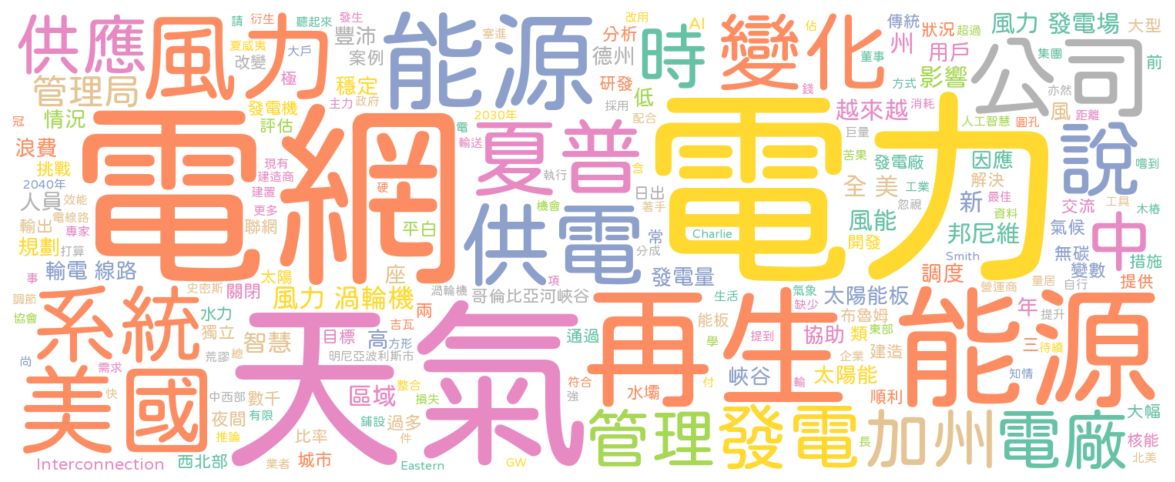 供應
風力
能源
時
變化
公司
說
中
電網
電力
夏普
供電
天氣
再生
能源
系統
美國
管理
發電
加州
電廠
管理局
情況
浪費
挑戰
2040年
人員
效能
輸出
電線路
規劃
專家
打算
輸電 線路
事
調節
協會
尚
需求
快
冠
請
衍生
聽起來
發生
夏威夷
大戶
改變
極
豐沛
案例
穩定
塞進
改用
發電機
主力
政府
評估
2030年
電
輸送
現有
建造商
建置
更多
聯網
硬
平白
太陽
史密斯
關閉
風力 渦輪機
座
渦輪機
哥倫比亞河峽谷
水力
獨立
荒謬
總
智慧
目標
高
吉瓦
方形
兩
明尼亞波利斯市
中西部
數千
夜間
有限
推論
區域
整合
損失
鋪設
過多
件
比率
業者
城市
Interconnection
西北部
Eastern
GW
德州
分析
研發
低
採用
配合
AI
佔
州
傳統
狀況
超過
用戶
董事
方式
錢
影響
風力 發電場
大型
集團
前
亦然
風
距離
越來越
消耗
人工智慧
圓孔
巨量
苦果
發電廠
因應
嚐到
全 美
工業
解決
忽視
新
最佳
資料
交流
工具
木樁
風能
開發
邦尼維
氣候
無碳
措施
變數
調度
提供
Smith
Charlie
執行
含
機會
日出
著手
常
分成
發電量
項
營運商
量居
自行
年
提升
氣象
生活
缺少
太陽能板
布魯姆
類
東部
通過
能板
學
提到
協助
三
待續
企業
建造
符合
強
水壩
付
峽谷
輸
太陽能
順利
知情
大幅
核能
長
北美